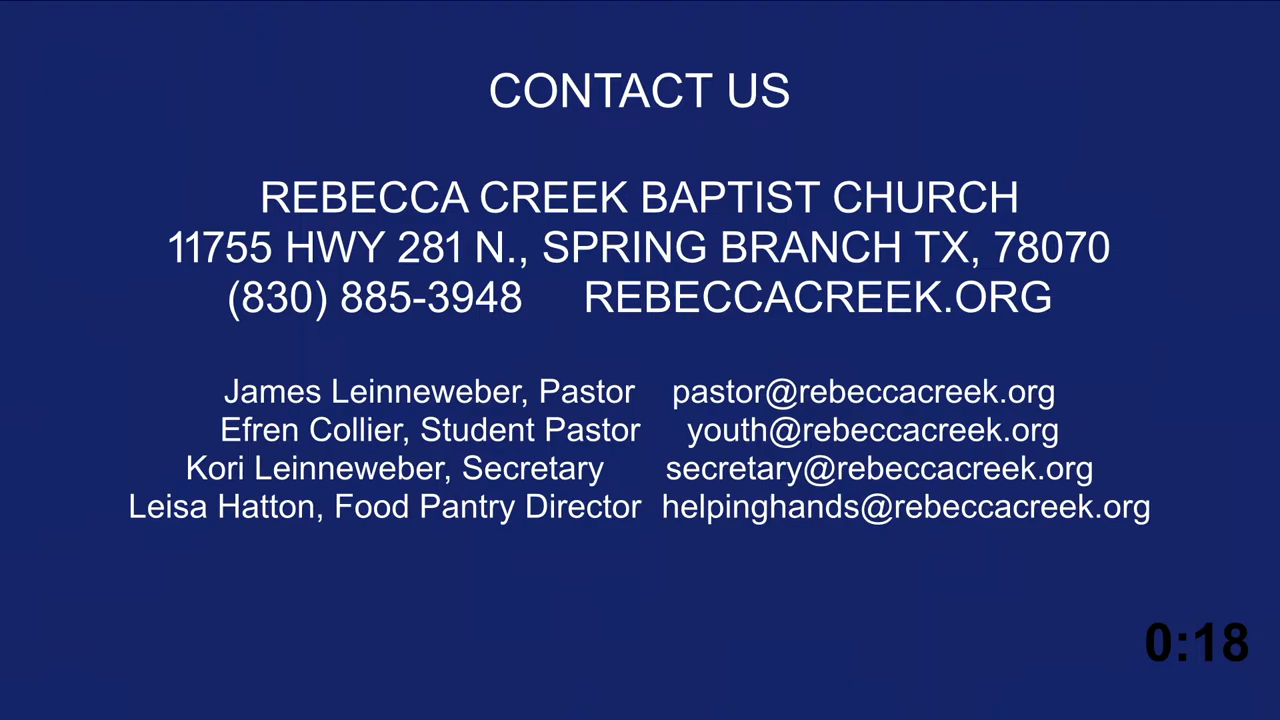 CONTACT US
REBECCA CREEK BAPTIST CHURCH
11755 HWY 281 N., SPRING BRANCH TX, 78070
(830) 885-3948 REBECCACREEK.ORG
James Leinneweber, Pastor pastor@rebeccacreek.org
Efren Collier, Student Pastor youth@rebeccacreek.org
Kori Leinneweber, Secretary secretary@rebeccacreek.org
Leisa Hatton, Food Pantry Director helpinghands@rebeccacreek.org
0:18